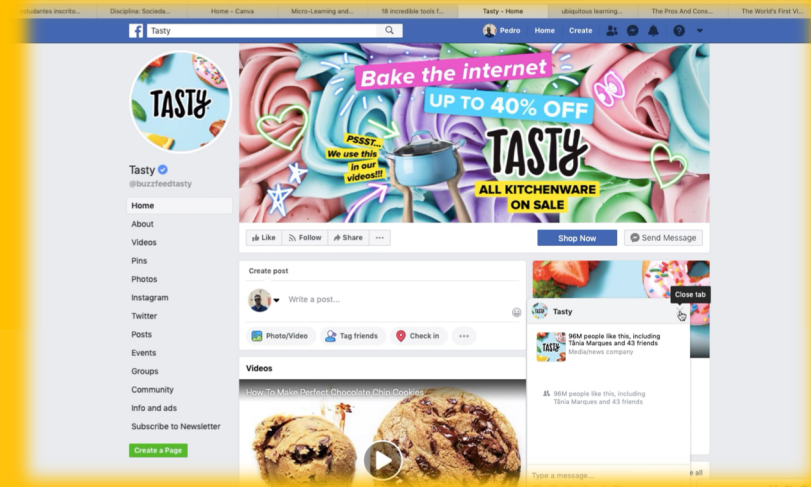 studantes inscrito...
Discipline: Socieda...
Home – Canva
Micro-Learning and...
18 incredible tools f...
Tasty - Home
ubiquitous learning...
The Pros And Cons...
The World's First Vi...
Tasty
Pedro
Home
Create
Bake the internet
UP TO 40% OFF
PSSST...
We use this
in our
videos!!!
TASTY
ALL KITCHENWARE
ON SALE
TASTY
Tasty
@buzzfeedtasty
Home
About
Videos
Pins
Photos
Instagram
Twitter
Posts
Events
Groups
Community
Info and ads
Subscribe to Newsletter
Create a Page
Like
Follow
Share
Shop Now
Send Message
Create post
Write a post...
Photo/Video
Tag friends
Check in
Videos
How To Make Perfect Chocolate Chip Cookies
Close tab
Tasty
TASTY
96M people like this, including
Tânia Marques and 43 friends
Media/news company
96M people like this, including
Tânia Marques and 43 friends
Type a message...
e all